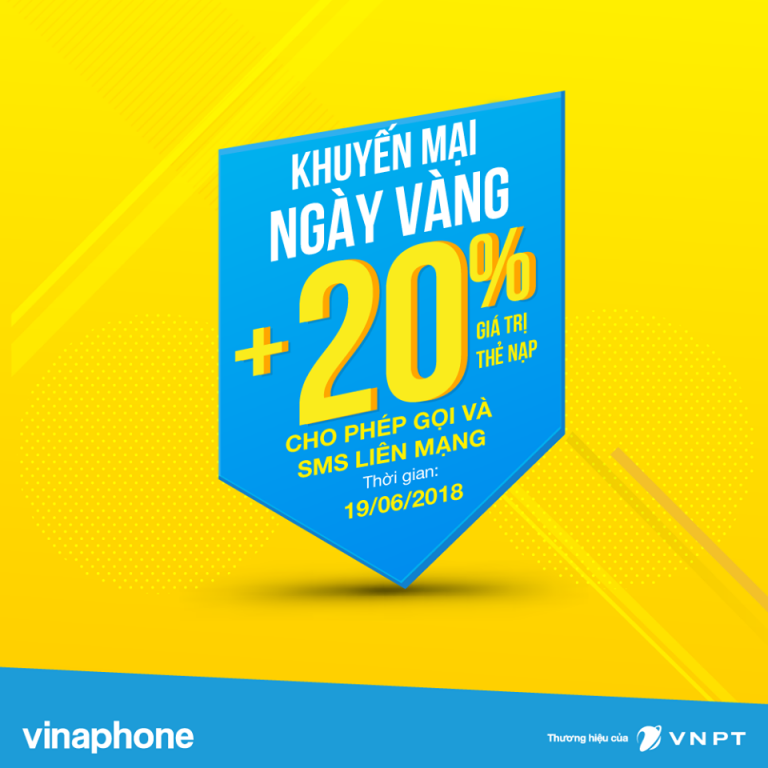 KHUYẾN MẠI
NGÀY VÀNG
+20%
GIÁ TRỊ
THẺ NẠP
CHO PHÉP GỌI VÀ
SMS LIÊN MẠNG
Thời gian:
19/06/2018
vinaphone
Thương hiệu của VNPT